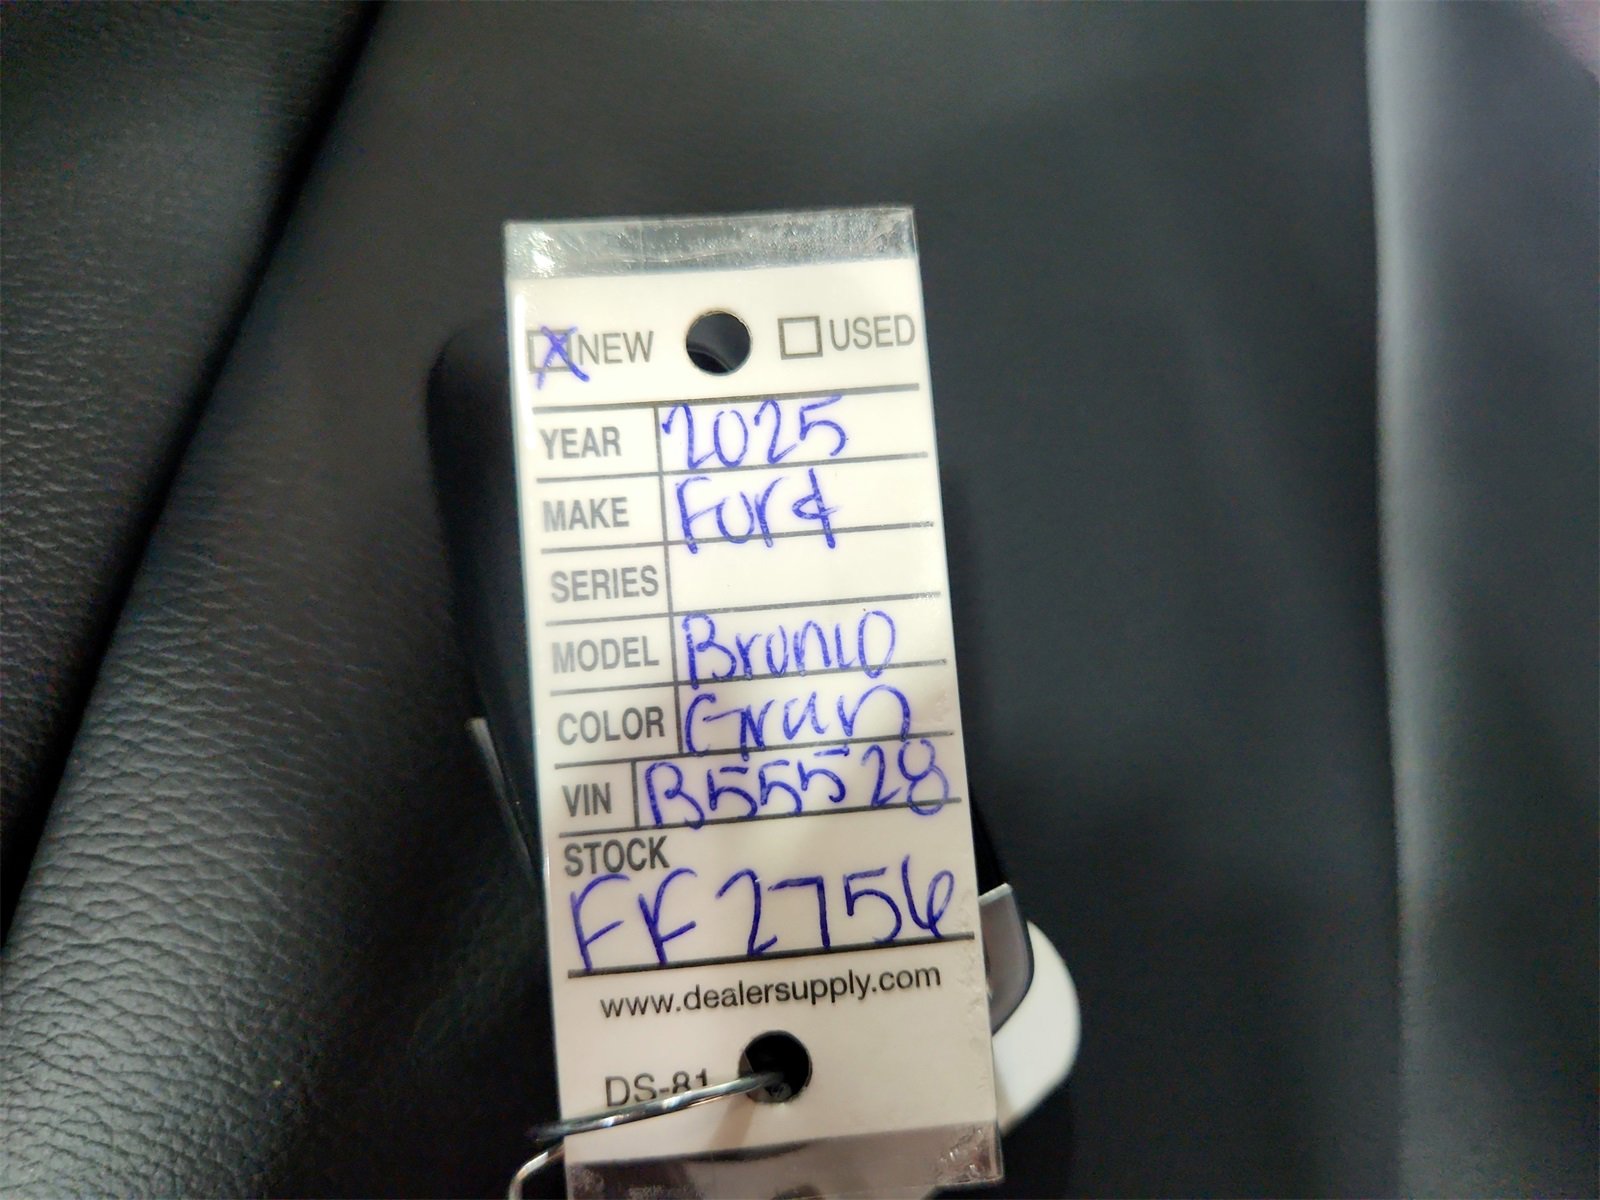 X NEW USED
YEAR 2025
MAKE Ford
SERIES
MODEL Bronco
COLOR Green
VIN B55528
STOCK
FF2756
www.dealersupply.com
DS-81